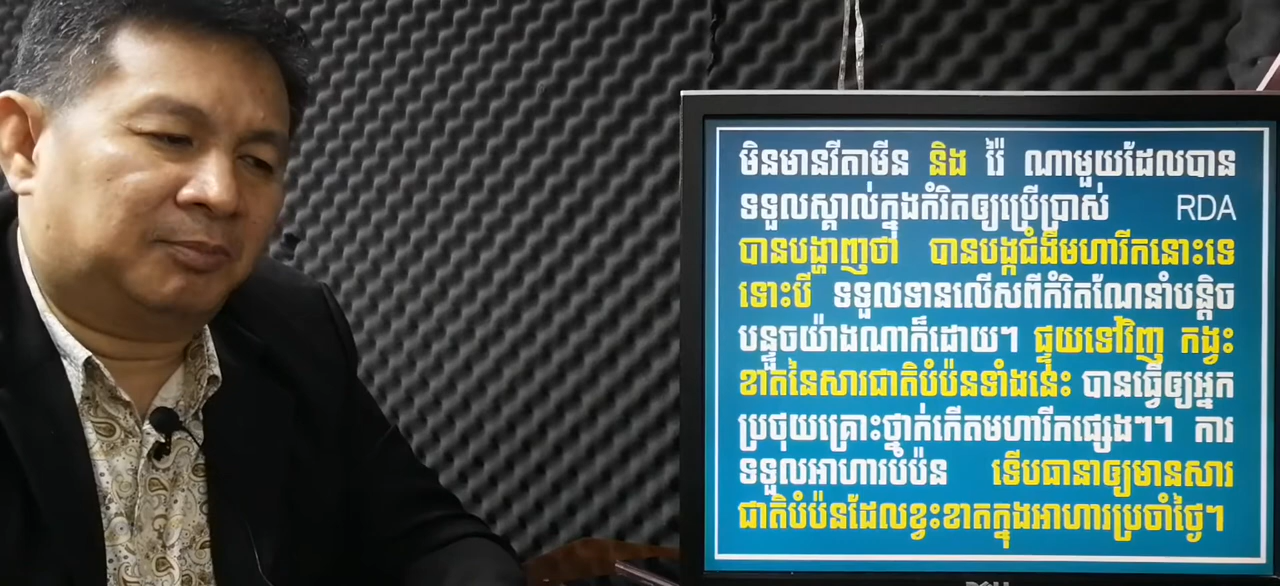 មិនមានវីតាមីន និង រ៉ែ ណាមួយដែលបាន
ទទួលស្គាល់ក្នុងកំរិតឲ្យប្រើប្រាស់ RDA
បានបង្ហាញថា បានបង្កជំងឺមហារីកនោះទេ
ទោះបី ទទួលទានលើសពីកំរិតណែនាំបន្តិច
បន្ទួចយ៉ាងណាក៏ដោយ។ ផ្ទុយទៅវិញ កង្វះ
ខាតនៃសារជាតិបំប៉នទាំងនេះ បានធ្វើឲ្យអ្នក
ប្រថុយគ្រោះថ្នាក់កើតមហារីកផ្សេងៗ។ ការ
ទទួលអាហារបំប៉ន ទើបធានាឲ្យមានសារ
ជាតិបំប៉នដែលខ្វះខាតក្នុងអាហារប្រចាំថ្ងៃ។